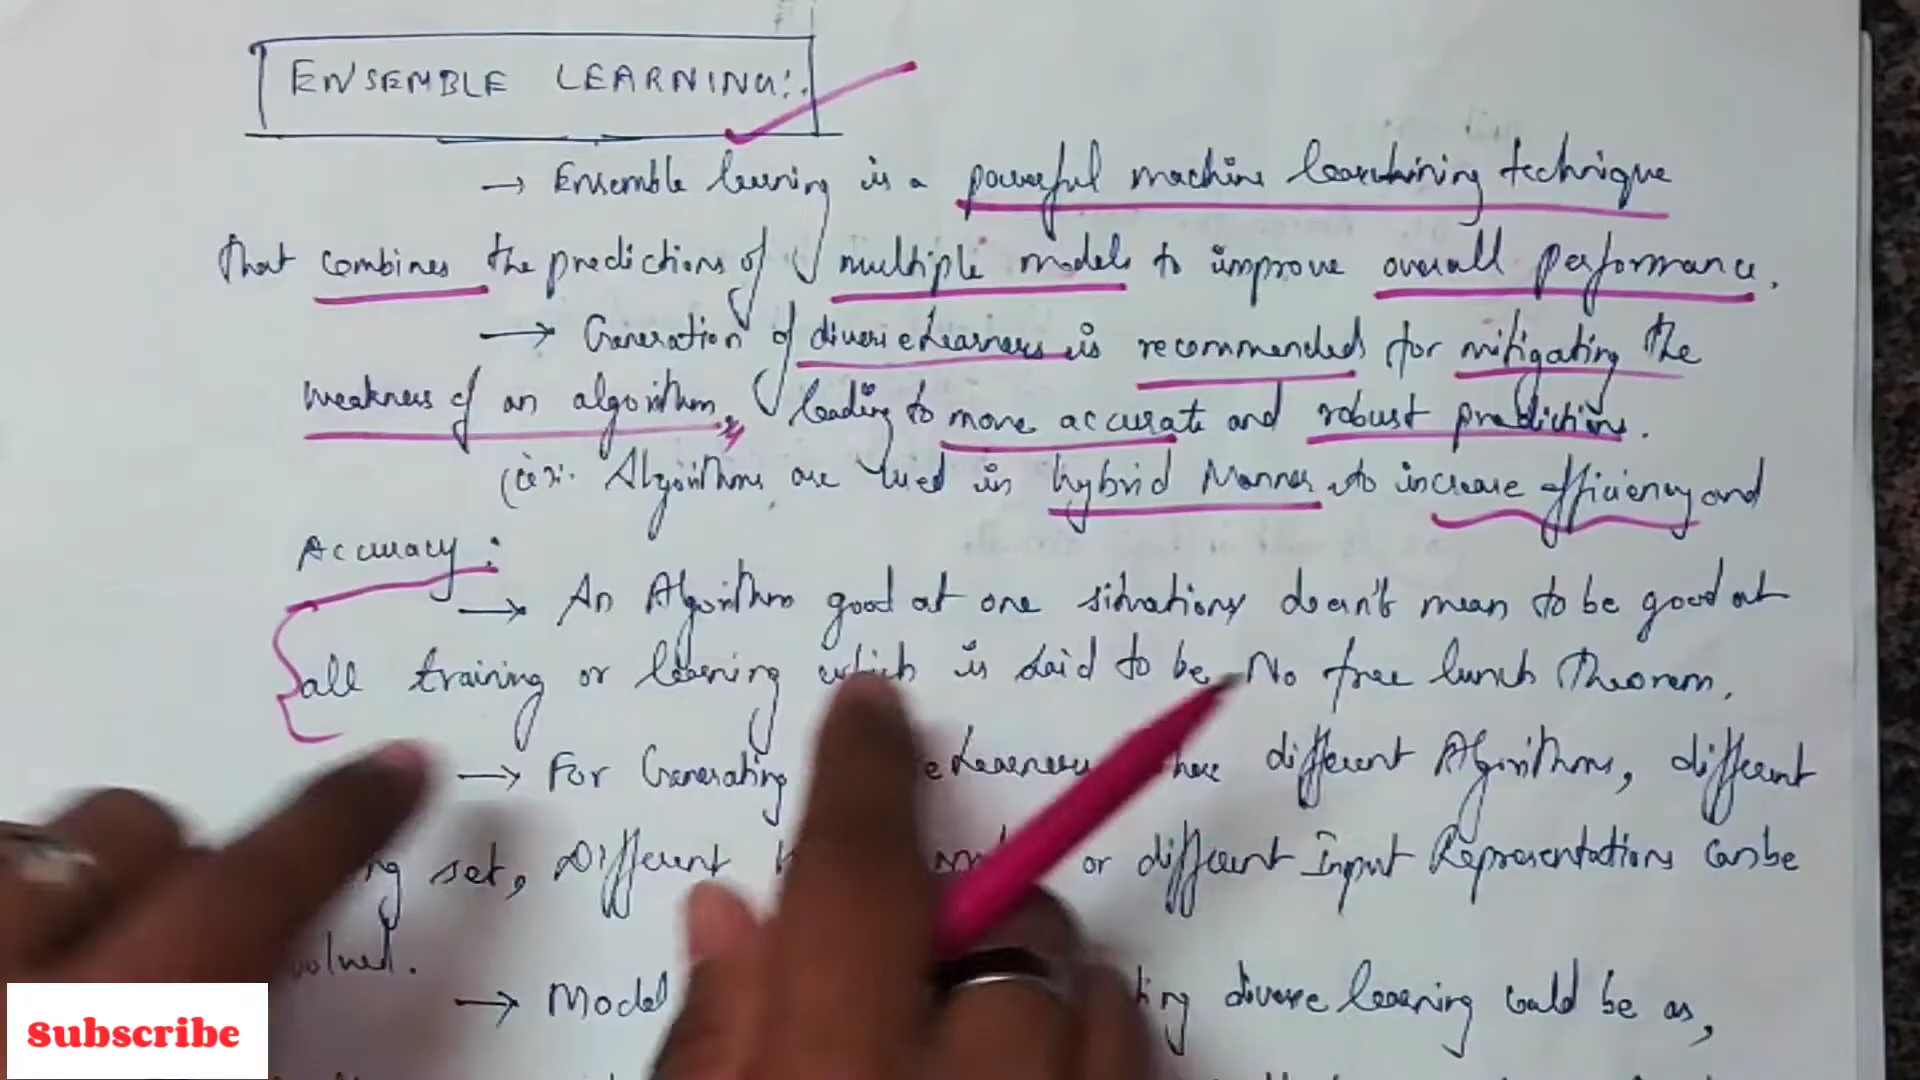 ENSEMBLE LEARNING:.
→ Ensemble learning is a powerful machine learning technique
that combines the predictions of multiple models to improve overall performance.
→ Generation of diverse Learners is recommended for mitigating the
weakness of an algorithm, leading to more accurate and robust predictions.
(ex:. Algorithms are used in hybrid Manner to increase efficiency and
Accuracy:
→ An Algorithm good at one situations doesn't mean to be good at
all training or learning which is said to be No free lunch Theorem.
→ For Generating Learners different Algorithms, different
set, Different or different Input Representations can be
→ Model diverse learning could be as,
Subscribe